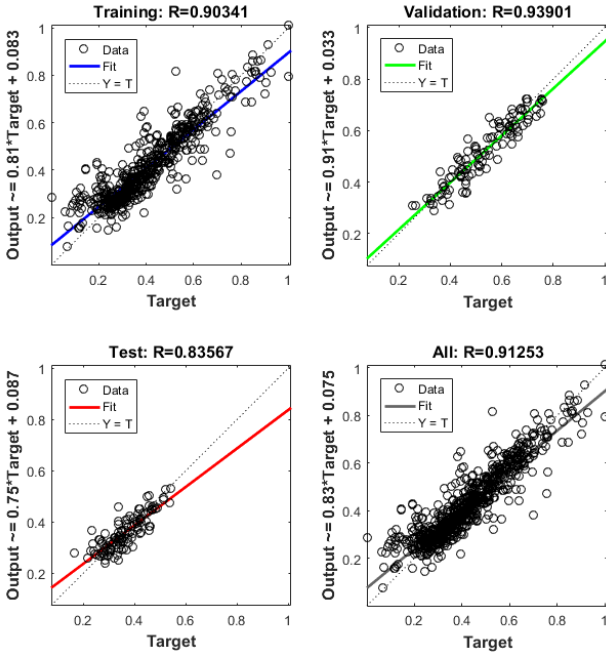 Training: R=0.90341
Output ~= 0.81*Target + 0.083
1
0.8
0.6
0.4
0.2
Data
Fit
Y = T
0.2 0.4 0.6 0.8 1
Target
Validation: R=0.93901
Output ~= 0.91*Target + 0.033
1
0.8
0.6
0.4
0.2
Data
Fit
Y = T
0.2 0.4 0.6 0.8 1
Target
Test: R=0.83567
Output ~= 0.75*Target + 0.087
1
0.8
0.6
0.4
0.2
Data
Fit
Y = T
0.2 0.4 0.6 0.8 1
Target
All: R=0.91253
Output ~= 0.83*Target + 0.075
1
0.8
0.6
0.4
0.2
Data
Fit
Y = T
0.2 0.4 0.6 0.8 1
Target